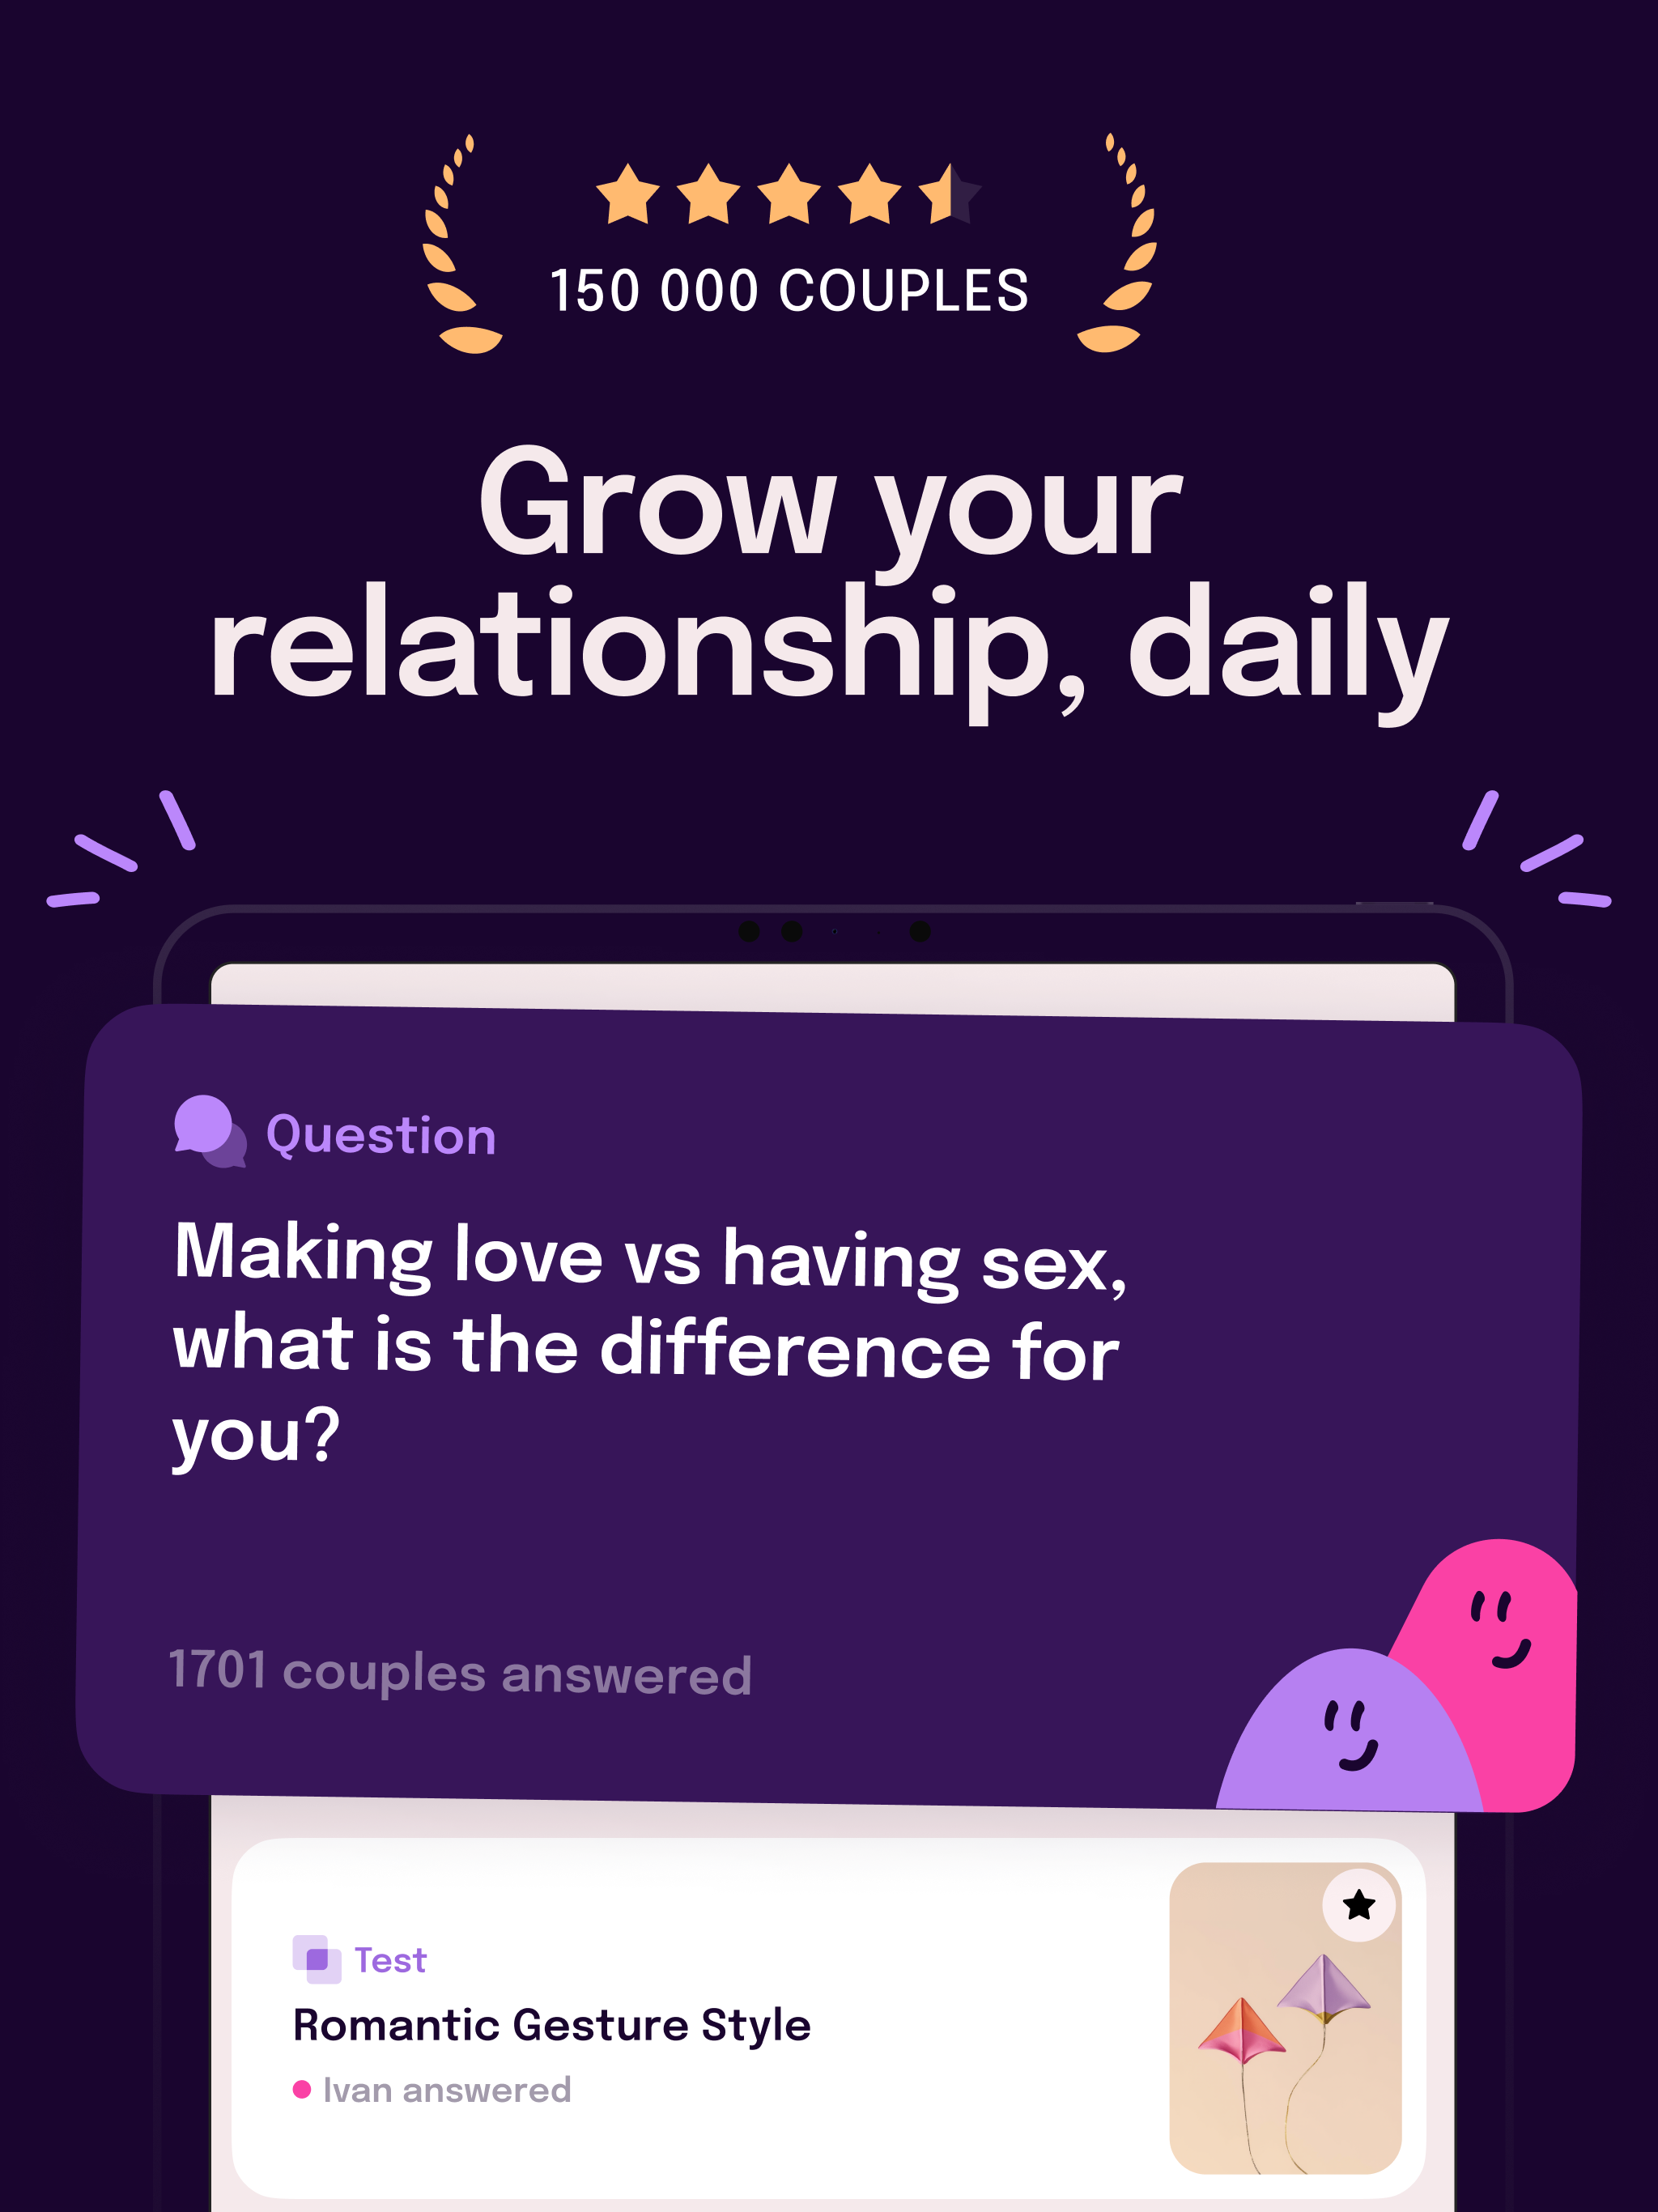 150 000 COUPLES
Grow your
relationship, daily
Question
Making love vs having sex,
what is the difference for
you?
1701 couples answered
Test
Romantic Gesture Style
Ivan answered